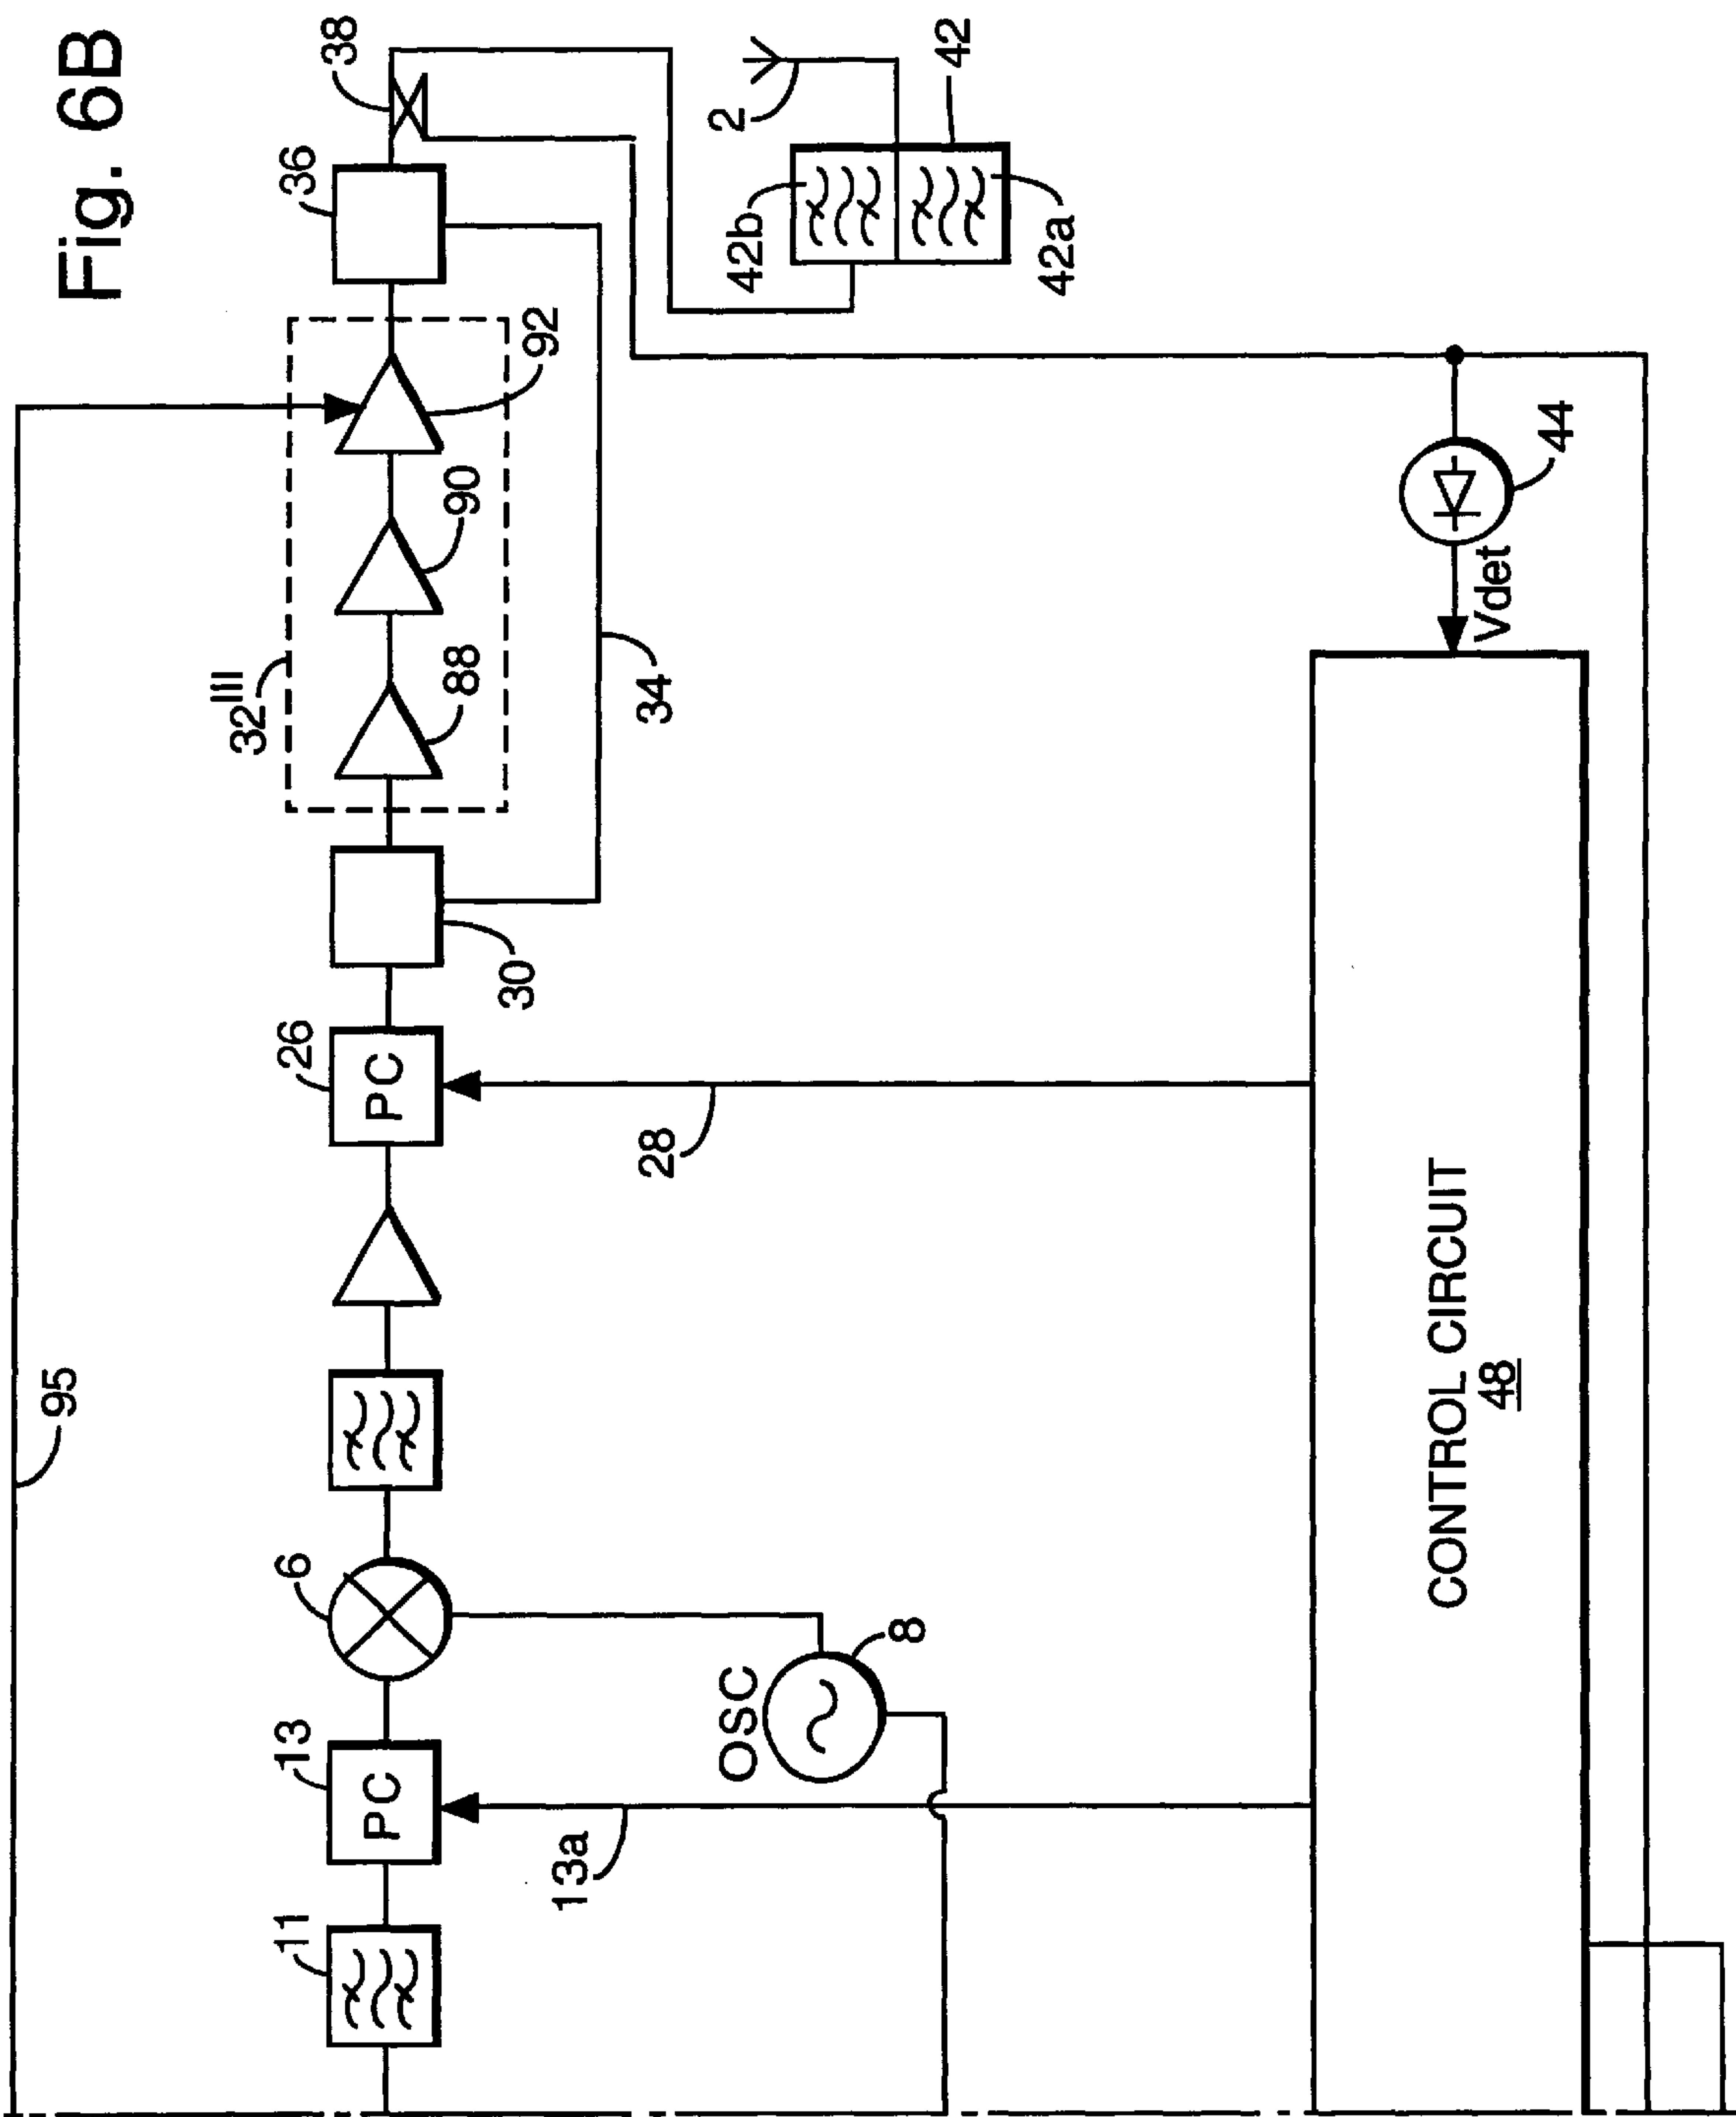 Fig. 6B
95
32III
36
38
92
90
88
34
30
26
PC
28
6
13
PC
11
13a
OSC
8
2
42
42b
42a
44
Vdet
CONTROL CIRCUIT
48